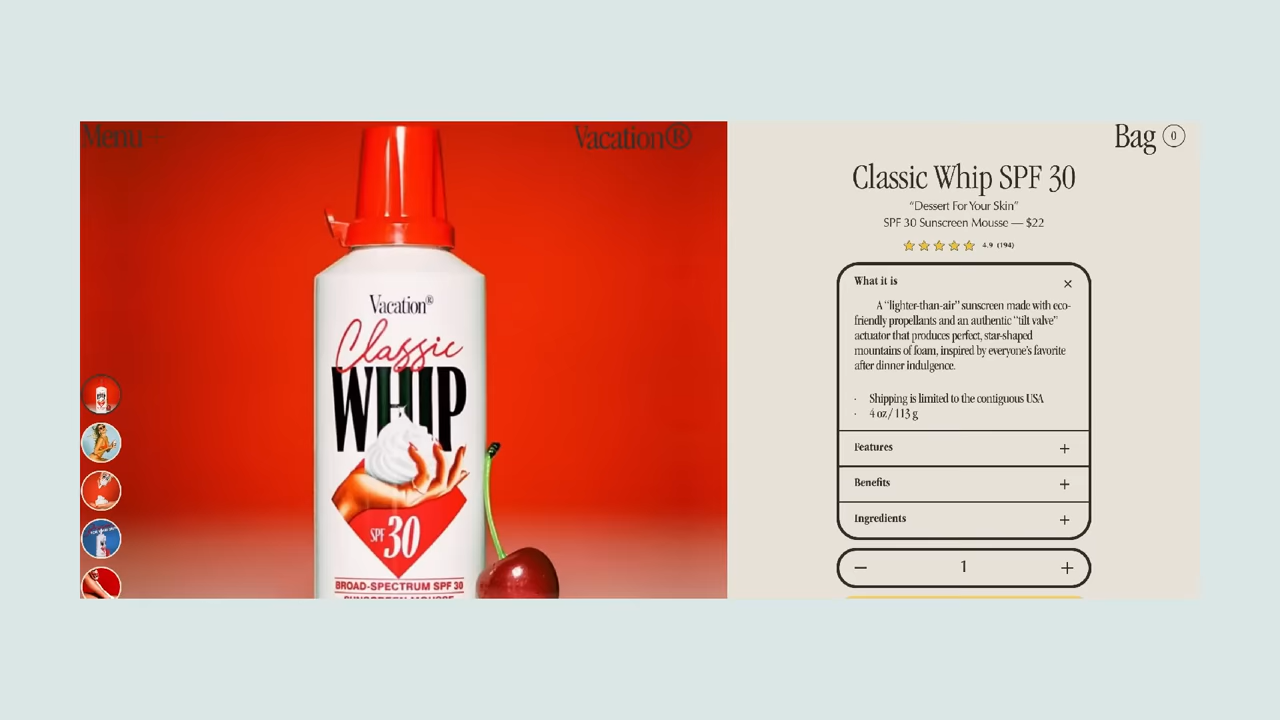 Menu +
Vacation®
Bag 0
Classic Whip SPF 30
“Dessert For Your Skin”
SPF 30 Sunscreen Mousse — $22
4.9 (194)
What it is
A “lighter-than-air” sunscreen made with eco-
friendly propellants and an authentic “tilt valve”
actuator that produces perfect, star-shaped
mountains of foam, inspired by everyone’s favorite
after dinner indulgence.
· Shipping is limited to the contiguous USA
· 4 oz / 113 g
Features
Benefits
Ingredients
1
Vacation®
Classic
WHIP
SPF 30
BROAD-SPECTRUM SPF 30
SUNSCREEN MOUSSE